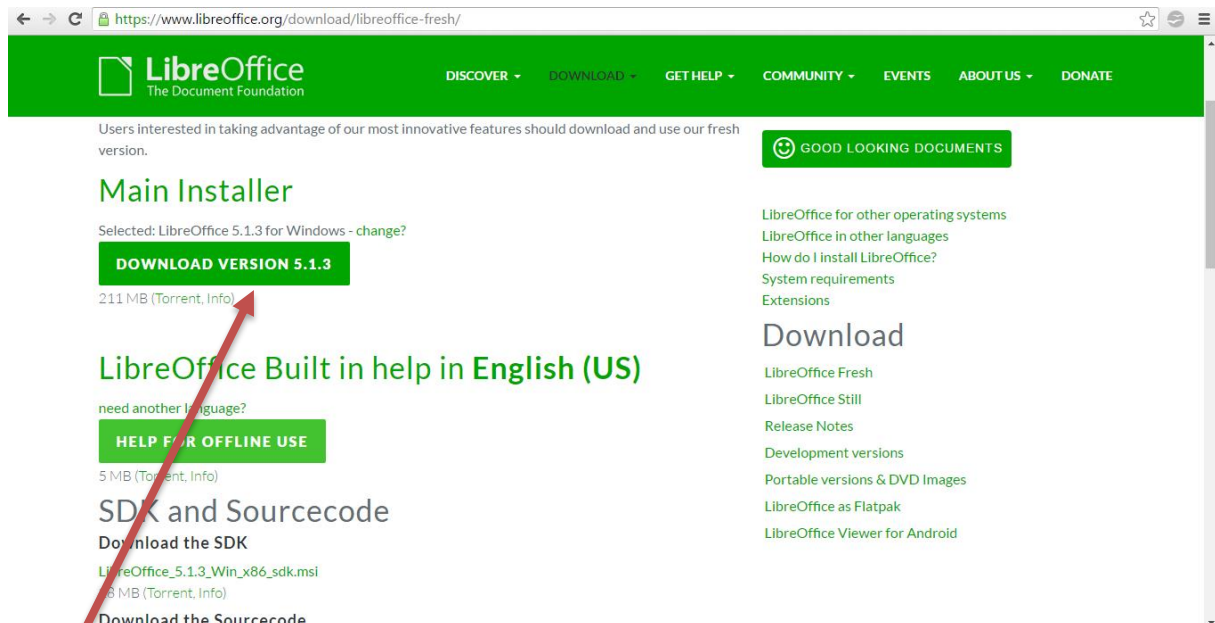 https://www.libreoffice.org/download/libreoffice-fresh/
LibreOffice
The Document Foundation
DISCOVER
DOWNLOAD
GET HELP
COMMUNITY
EVENTS
ABOUT US
DONATE
Users interested in taking advantage of our most innovative features should download and use our fresh
version.
Main Installer
Selected: LibreOffice 5.1.3 for Windows - change?
DOWNLOAD VERSION 5.1.3
211 MB (Torrent, Info)
LibreOffice Built in help in English (US)
need another language?
HELP FOR OFFLINE USE
5 MB (Torrent, Info)
SDK and Sourcecode
Download the SDK
LibreOffice_5.1.3_Win_x86_sdk.msi
MB (Torrent, Info)
Download the Sourcecode
GOOD LOOKING DOCUMENTS
LibreOffice for other operating systems
LibreOffice in other languages
How do I install LibreOffice?
System requirements
Extensions
Download
LibreOffice Fresh
LibreOffice Still
Release Notes
Development versions
Portable versions & DVD Images
LibreOffice as Flatpak
LibreOffice Viewer for Android